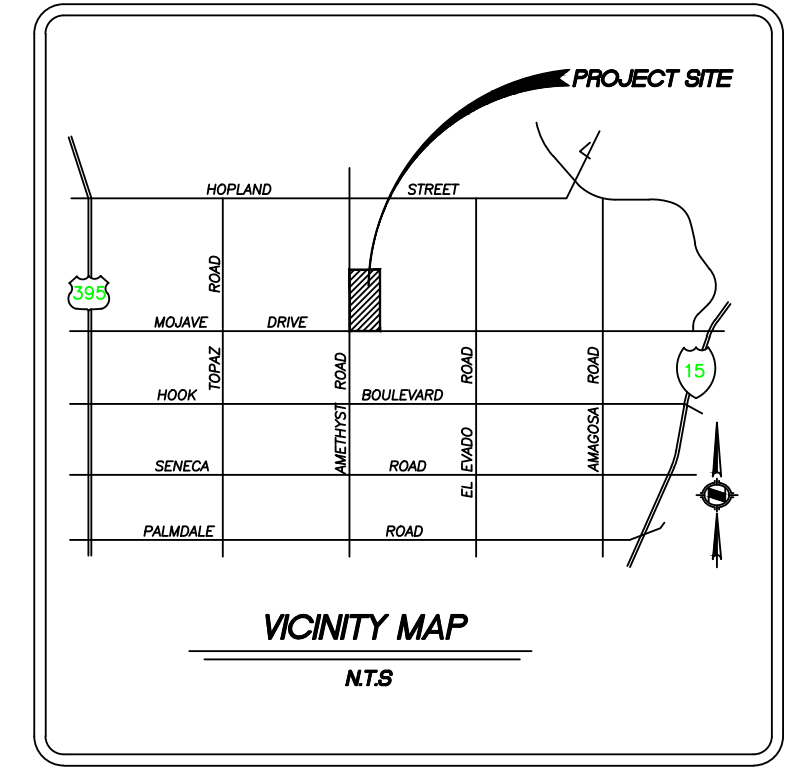 PROJECT SITE
HOPLAND STREET
395
TOPAZ ROAD
MOJAVE DRIVE
15
HOOK BOULEVARD
AMETHYST ROAD
EL EVADO ROAD
AMAGOSA ROAD
SENECA ROAD
PALMDALE ROAD
VICINITY MAP
N.T.S